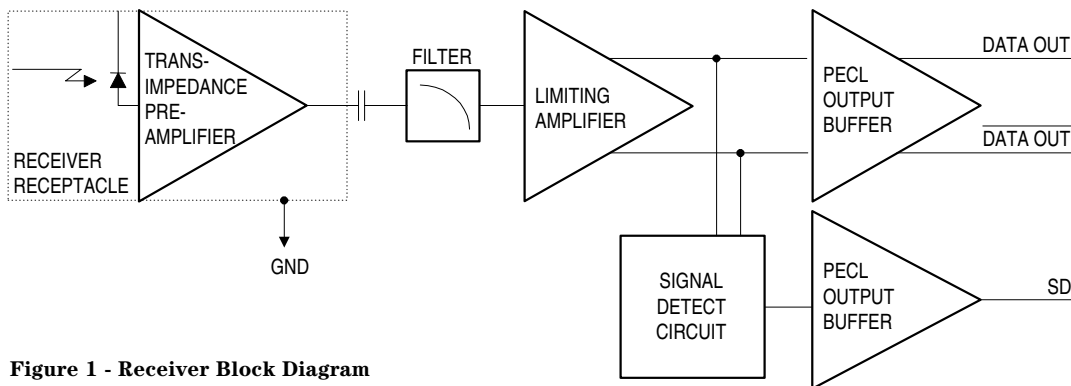 TRANS-
IMPEDANCE
PRE-
AMPLIFIER
RECEIVER
RECEPTACLE
GND
FILTER
LIMITING
AMPLIFIER
PECL
OUTPUT
BUFFER
DATA OUT
DATA OUT
SIGNAL
DETECT
CIRCUIT
PECL
OUTPUT
BUFFER
SD
Figure 1 - Receiver Block Diagram